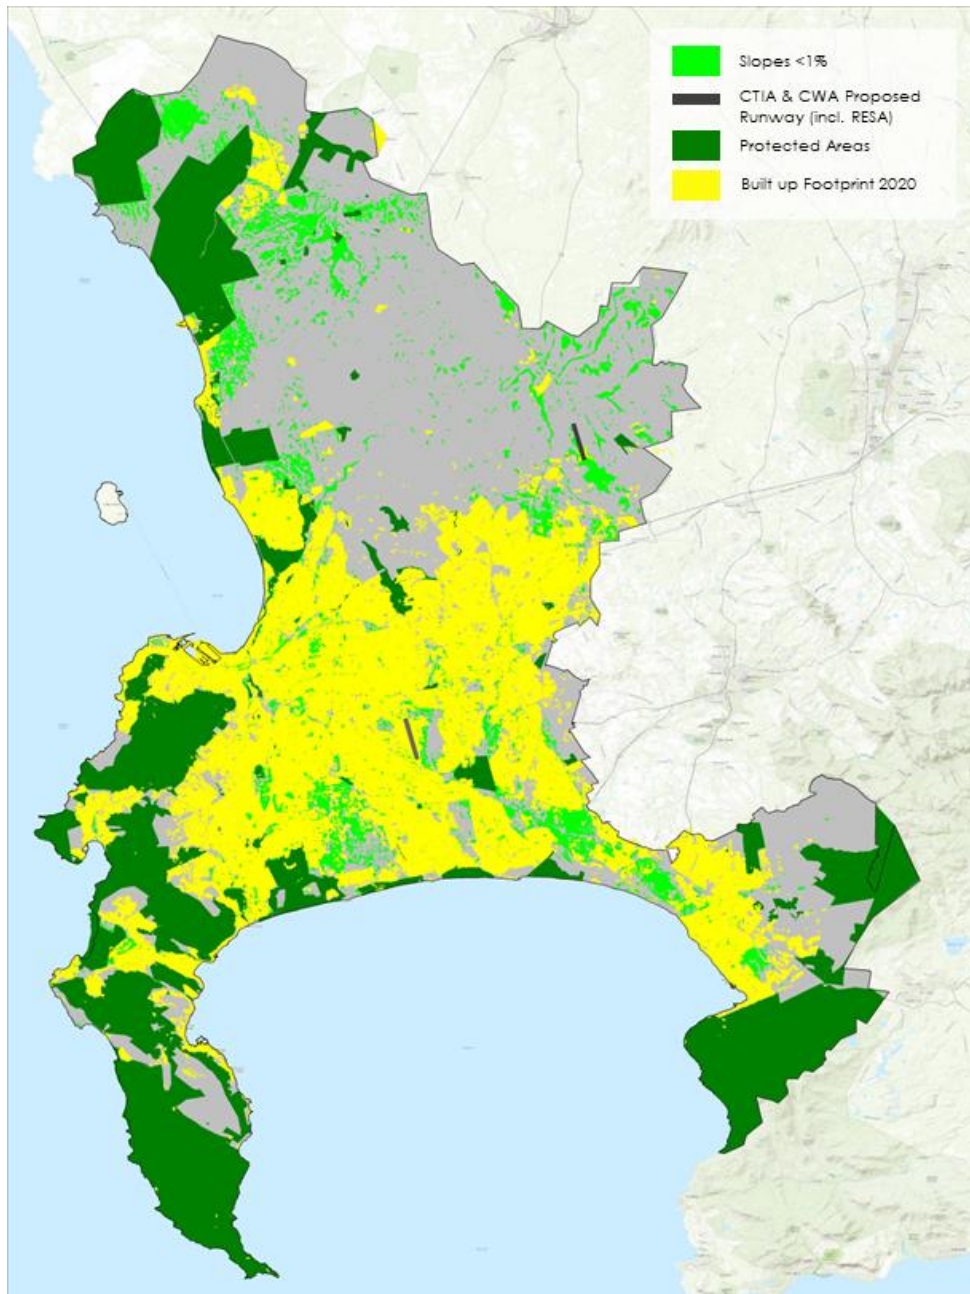 Slopes <1%
CTIA & CWA Proposed
Runway (incl. RESA)
Protected Areas
Built up Footprint 2020